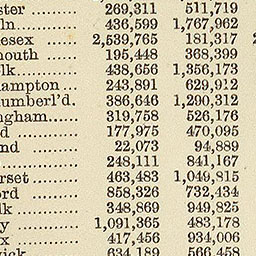 ster ........ 269,311 511,719
ln.......... 436,599 1,767,962
esex ....... 2,539,765 181,317
outh ...... 195,448 368,399
lk.......... 438,656 1,356,173
ampton ... 243,891 629,912
umberl'd. 386,646 1,290,312
ngham...... 319,758 526,176
d .......... 177,975 470,095
nd ........ 22,073 94,889
............ 248,111 841,167
rset........ 463,483 1,049,815
rd ......... 858,326 732,434
lk .......... 348,869 949,825
y .......... 1,091,365 483,178
x .......... 417,456 934,006
wick 634,189 566,458